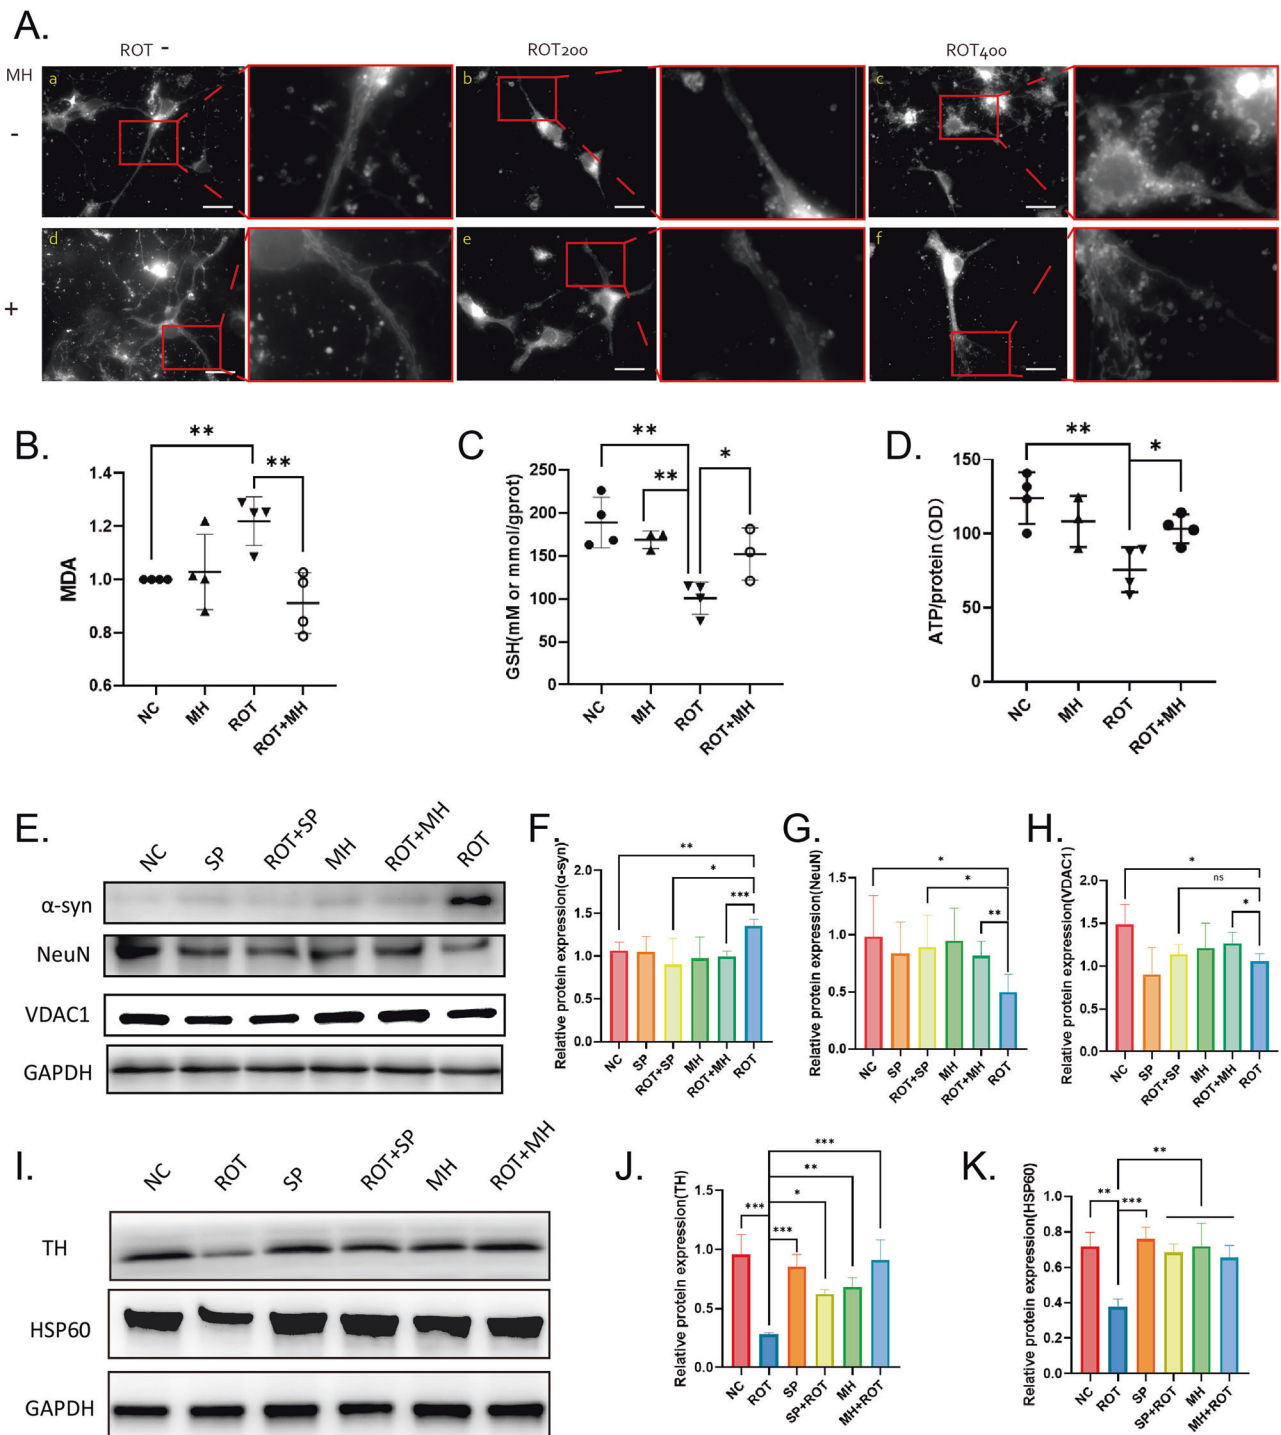 A.
ROT - ROT200 ROT400
MH
a b c
-
d e f
+
B. C D.
** ** MDA 1.4 1.2 1.0 0.8 0.6 NC MH ROT ROT+MH
** ** * GSH(mM or mmol/gprot) 250 200 150 100 50 0 NC MH ROT ROT+MH
** * ATP/protein(OD) 150 100 50 0 NC MH ROT ROT+MH
E.
NC SP ROT+SP MH ROT+MH ROT
α-syn
NeuN
VDAC1
GAPDH
F.
Relative protein expression(α-syn)
** * ***
2.0 1.5 1.0 0.5 0.0
NC SP ROT+SP MH ROT+MH ROT
G.
Relative protein expression(NeuN)
* * **
1.5 1.0 0.5 0.0
NC SP ROT+SP MH ROT+MH ROT
H.
Relative protein expression(VDAC1)
* ns *
2.0 1.5 1.0 0.5 0.0
NC SP ROT+SP MH ROT+MH ROT
I.
NC ROT SP ROT+SP MH ROT+MH
TH
HSP60
GAPDH
J.
Relative protein expression(TH)
*** ** * *** ***
1.5 1.0 0.5 0.0
NC ROT SP SP+ROT MH MH+ROT
K.
Relative protein expression(HSP60)
** ** ***
1.0 0.8 0.6 0.4 0.2 0.0
NC ROT SP SP+ROT MH MH+ROT